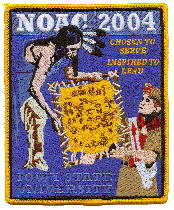 NOAC 2004
CHOSEN TO
SERVE
INSPIRED TO
LEAD
IOWA STATE
UNIVERSITY